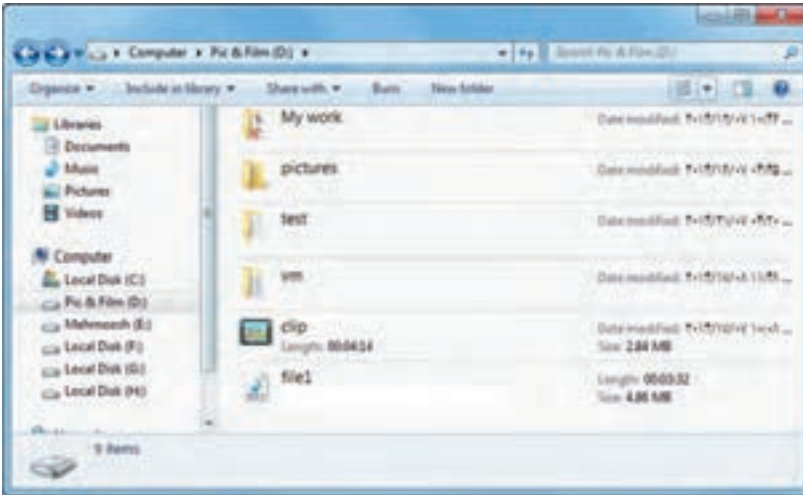 Computer ▸ Pic & Film (D:) ▸
Search Pic & Film (D:)
Organize Include in library Share with Burn New folder
Libraries
Documents
Music
Pictures
Videos
Computer
Local Disk (C:)
Pic & Film (D:)
Mahmoosh (E:)
Local Disk (F:)
Local Disk (G:)
Local Disk (H:)
My work
Date modified:
pictures
Date modified:
test
Date modified:
vm
Date modified:
clip
Length: 00:04:14
Date modified:
Size: 2.84 MB
file1
Length: 00:03:32
Size: 4.86 MB
9 items